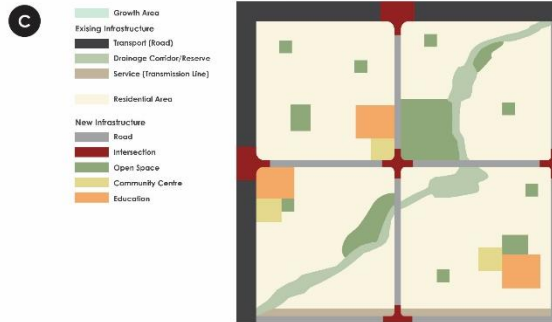 C
Growth Area
Exising Infrastructure
Transport (Road)
Drainage Corridor/Reserve
Service (Transmission Line)
Residential Area
New Infrastructure
Road
Intersection
Open Space
Community Centre
Education